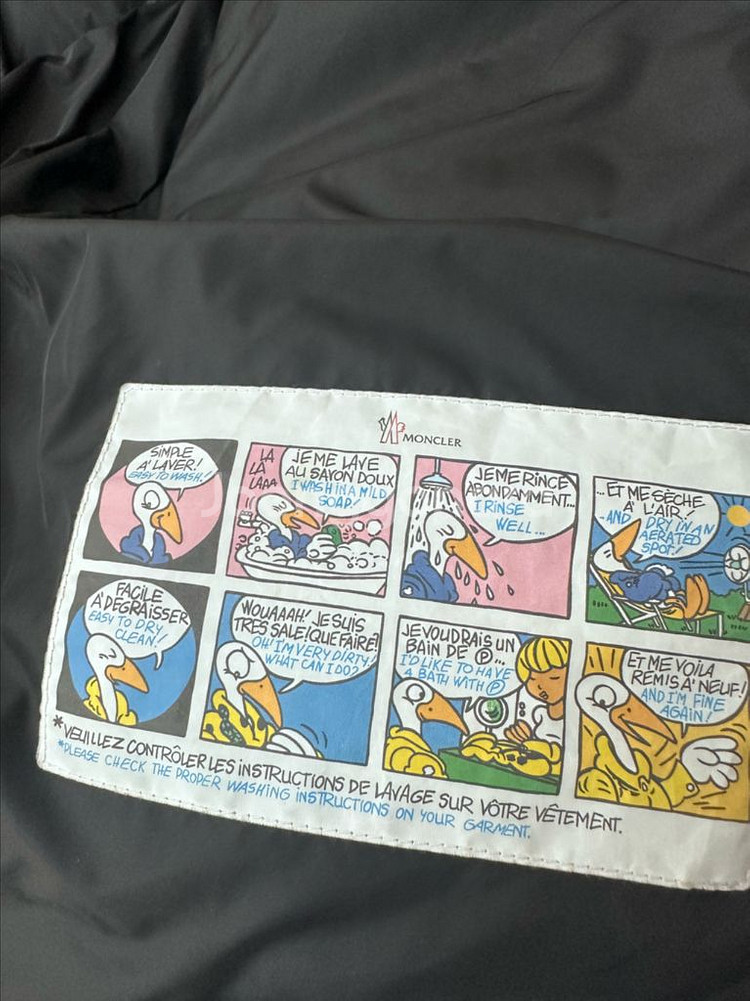 MONCLER
SIMPLE
A' LAVER!
EASY TO WASH!
LA
LÀ
LAAA
JE ME LAVE
AU SAVON DOUX
I WASH IN A MILD
SOAP!
JE ME RINCE
ABONDAMMENT...
I RINSE
WELL...
...ET ME SÈCHE
A' L'AIR!
-AND DRY IN AN
AERATED
SPOT!
FACILE
A' DÉGRAISSER
EASY TO DRY
CLEAN!
WOUAAAH! JE SUIS
TRÈS SALE! QUE FAIRE?
OH! I'M VERY DIRTY!
WHAT CAN I DO?
JE VOUDRAIS UN
BAIN DE Ⓟ...
I'D LIKE TO HAVE
A BATH WITH Ⓟ
ET ME VOILA
REMIS A' NEUF!
AND I'M FINE
AGAIN!
*VEUILLEZ CONTRÔLER LES INSTRUCTIONS DE LAVAGE SUR VÔTRE VÊTEMENT.
*PLEASE CHECK THE PROPER WASHING INSTRUCTIONS ON YOUR GARMENT.